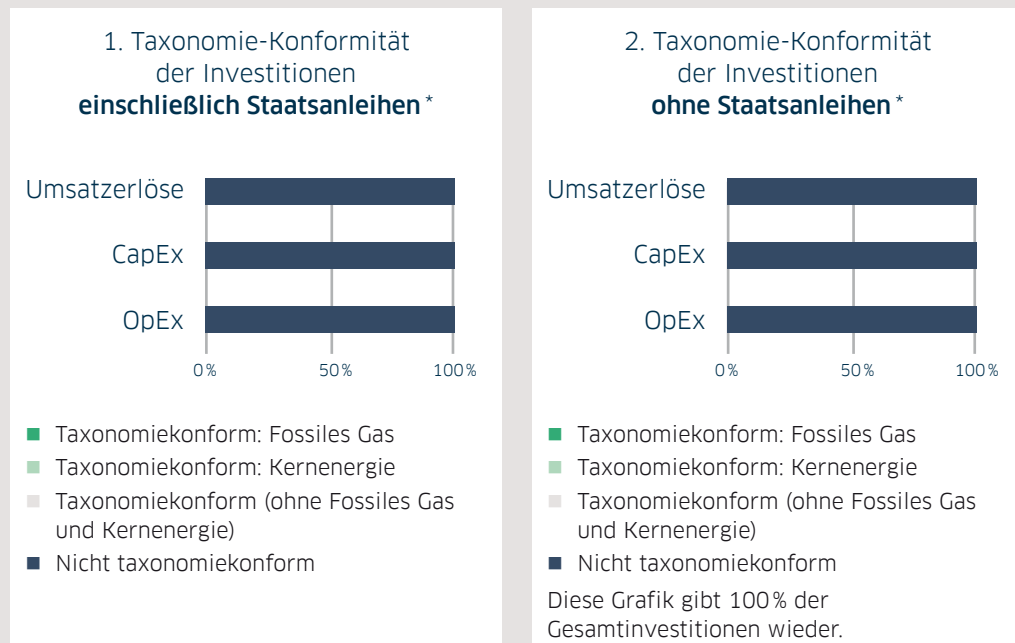 1. Taxonomie-Konformität
der Investitionen
einschließlich Staatsanleihen*
Umsatzerlöse
CapEx
OpEx
0 %
50 %
100 %
Taxonomiekonform: Fossiles Gas
Taxonomiekonform: Kernenergie
Taxonomiekonform (ohne Fossiles Gas
und Kernenergie)
Nicht taxonomiekonform
2. Taxonomie-Konformität
der Investitionen
ohne Staatsanleihen*
Umsatzerlöse
CapEx
OpEx
0 %
50 %
100 %
Taxonomiekonform: Fossiles Gas
Taxonomiekonform: Kernenergie
Taxonomiekonform (ohne Fossiles Gas
und Kernenergie)
Nicht taxonomiekonform
Diese Grafik gibt 100 % der
Gesamtinvestitionen wieder.